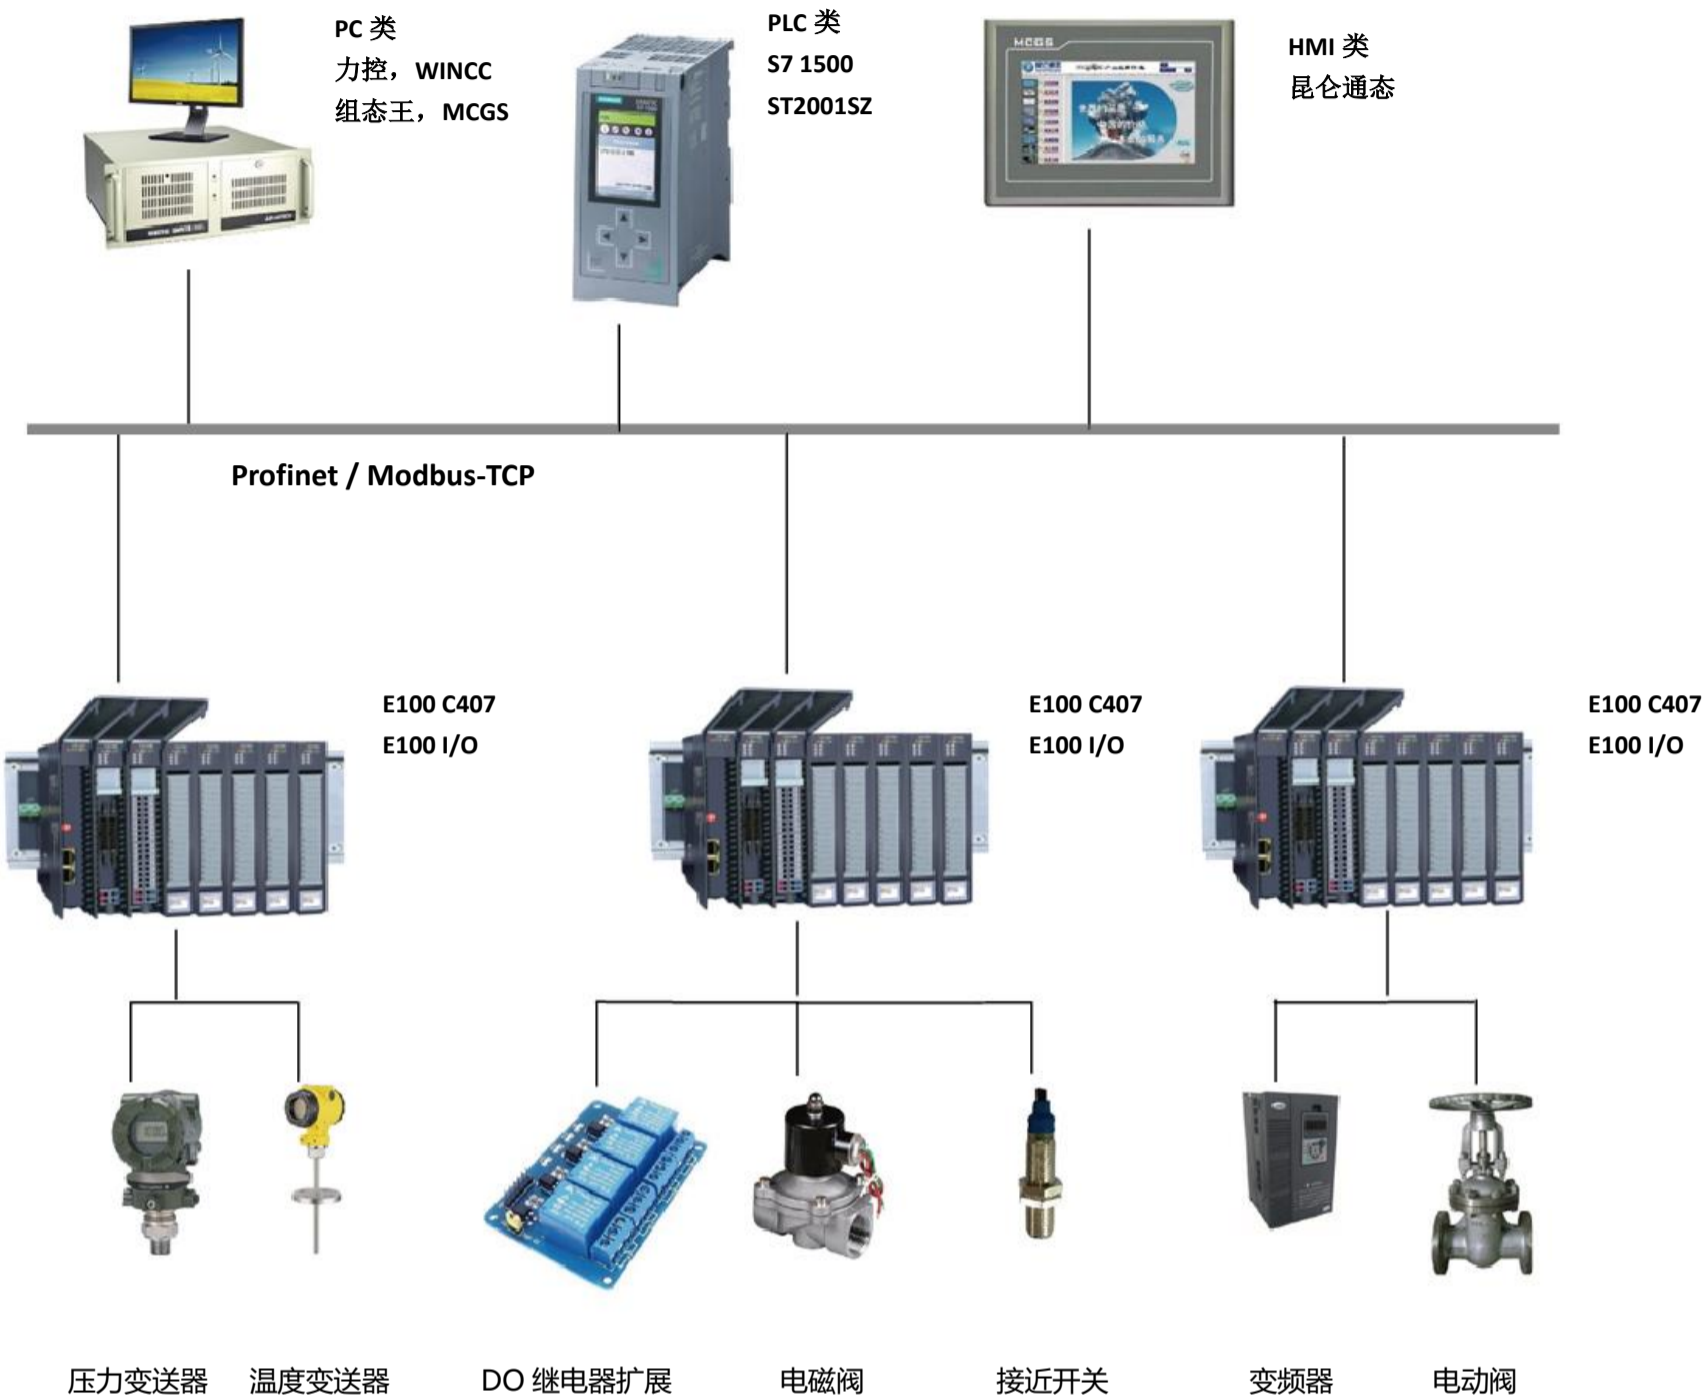 PC 类
力控，WINCC
组态王，MCGS
PLC 类
S7 1500
ST2001SZ
HMI 类
昆仑通态
MCGS
Profinet / Modbus-TCP
E100 C407
E100 I/O
E100 C407
E100 I/O
E100 C407
E100 I/O
压力变送器
温度变送器
DO 继电器扩展
电磁阀
接近开关
变频器
电动阀